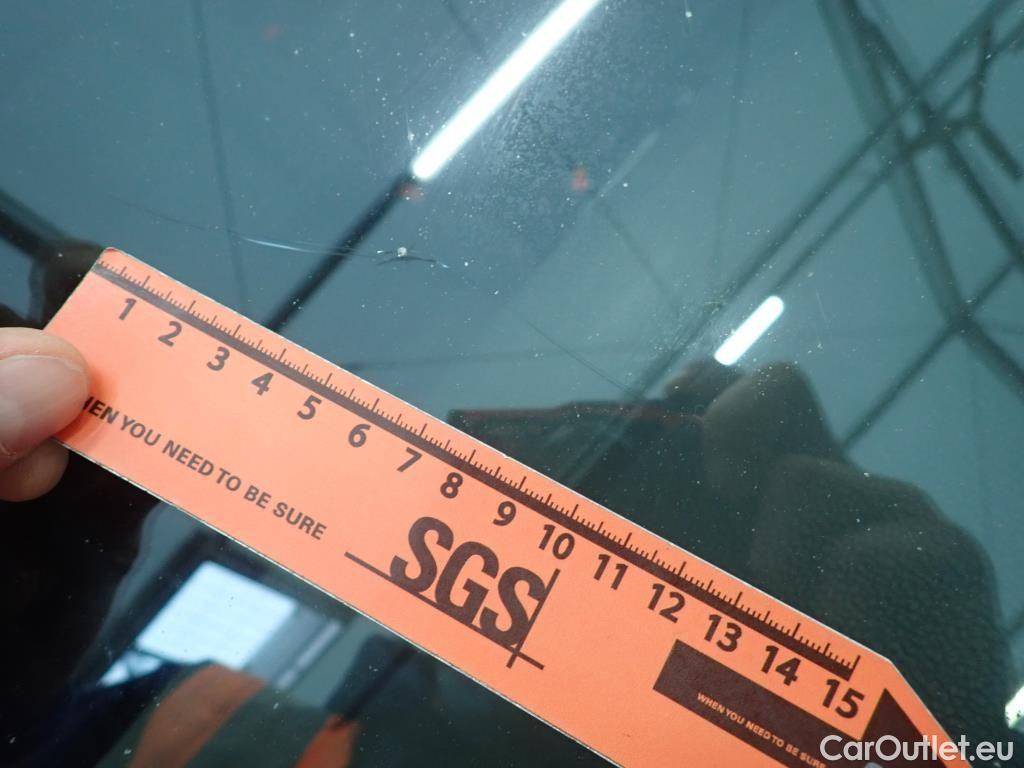 1 2 3 4 5 6 7 8 9 10 11 12 13 14 15
WHEN YOU NEED TO BE SURE
SGS
WHEN YOU NEED TO BE SURE
CarOutlet.eu